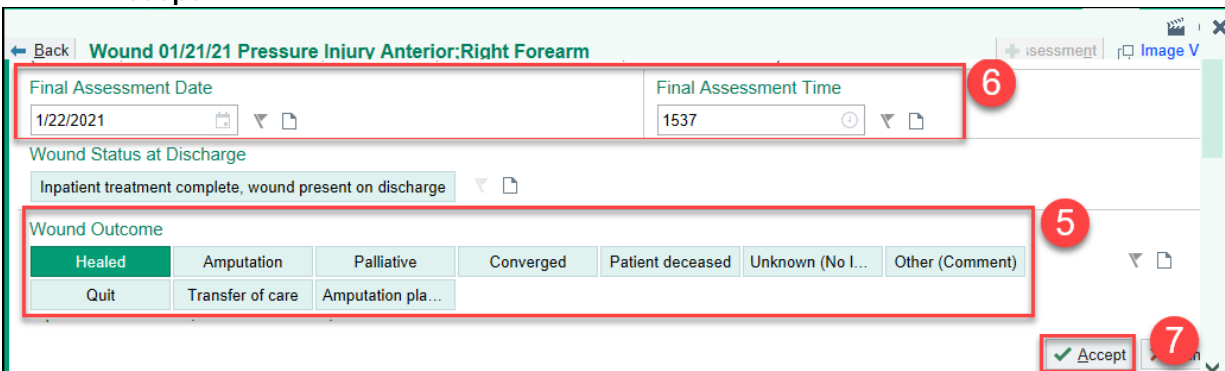 Back Wound 01/21/21 Pressure Injury Anterior;Right Forearm Image V
Final Assessment Date Final Assessment Time 6
1/22/2021 1537
Wound Status at Discharge
Inpatient treatment complete, wound present on discharge
Wound Outcome 5
Healed Amputation Palliative Converged Patient deceased Unknown (No I... Other (Comment)
Quit Transfer of care Amputation pla...
Accept 7